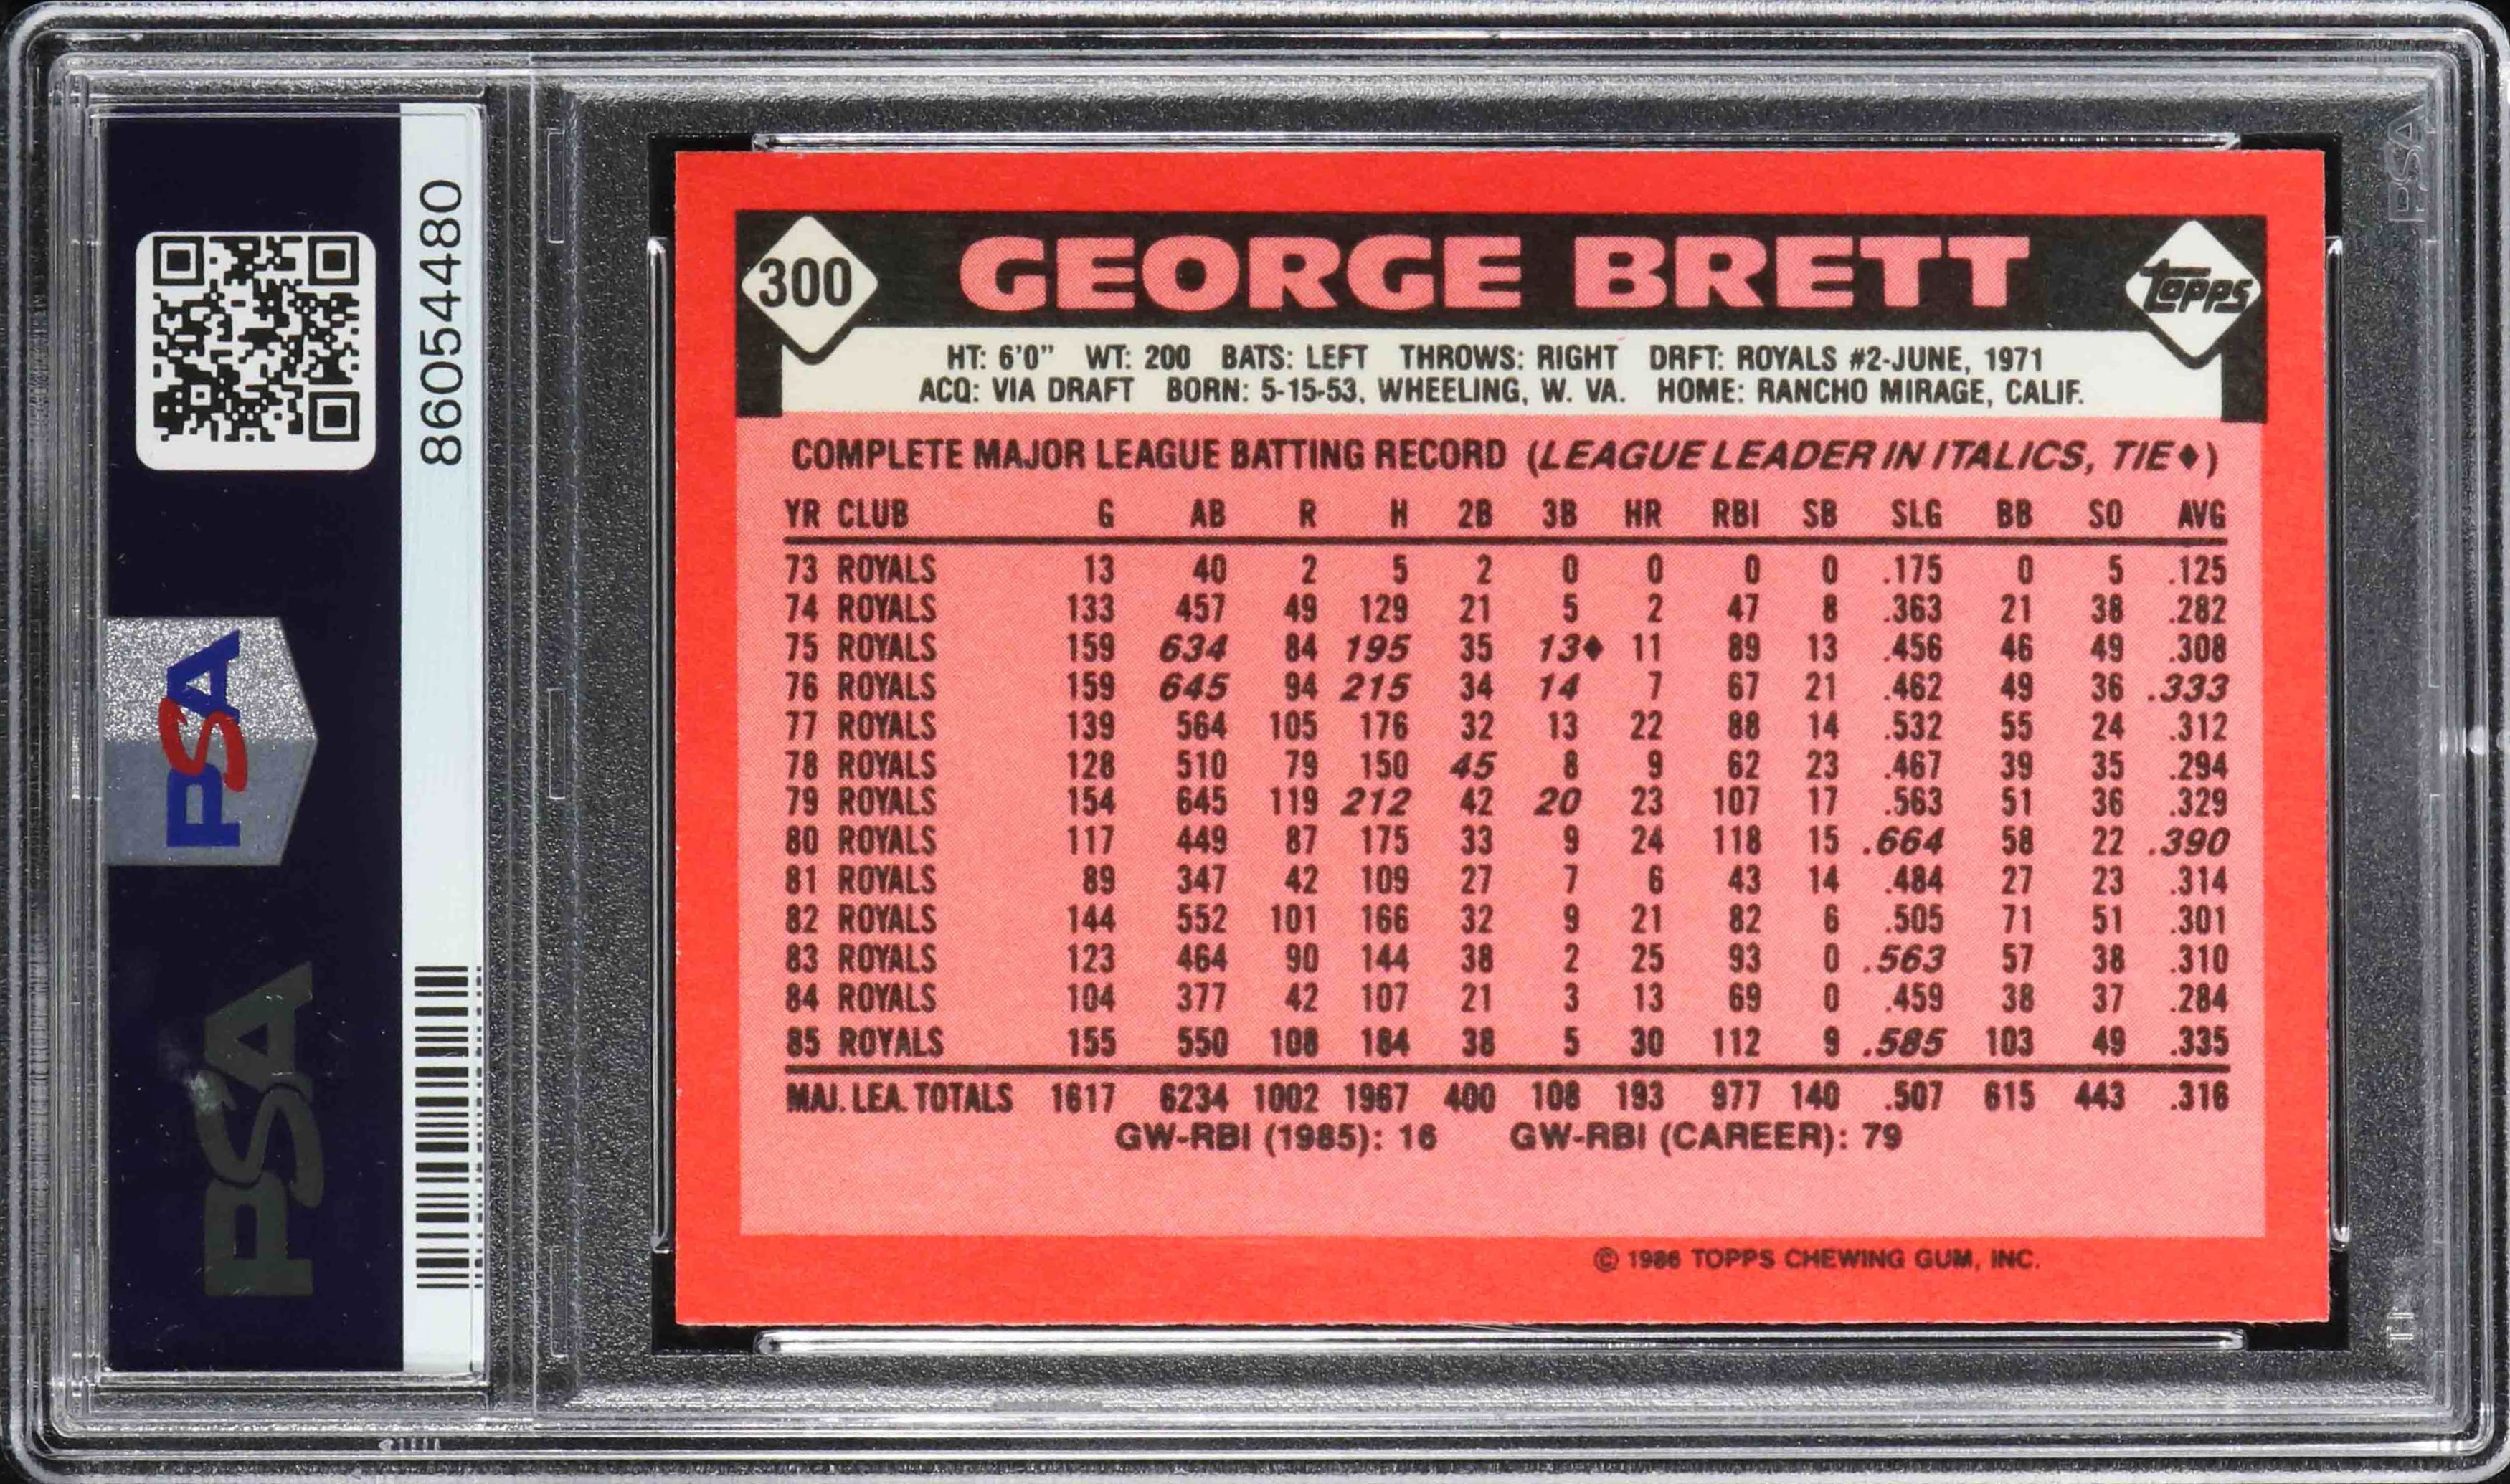 86054480
PSA
PSA
300 GEORGE BRETT topps
HT: 6'0" WT: 200 BATS: LEFT THROWS: RIGHT DRFT: ROYALS #2-JUNE, 1971
ACQ: VIA DRAFT BORN: 5-15-53, WHEELING, W. VA. HOME: RANCHO MIRAGE, CALIF.
COMPLETE MAJOR LEAGUE BATTING RECORD (LEAGUE LEADER IN ITALICS, TIE♦)
YR CLUB G AB R H 2B 3B HR RBI SB SLG BB SO AVG
73 ROYALS 13 40 2 5 2 0 0 0 0 .175 0 5 .125
74 ROYALS 133 457 49 129 21 5 2 47 8 .363 21 38 .282
75 ROYALS 159 634 84 195 35 13♦ 11 89 13 .456 46 49 .308
76 ROYALS 159 645 94 215 34 14 7 67 21 .462 49 36 .333
77 ROYALS 139 564 105 176 32 13 22 88 14 .532 55 24 .312
78 ROYALS 128 510 79 150 45 8 9 62 23 .467 39 35 .294
79 ROYALS 154 645 119 212 42 20 23 107 17 .563 51 36 .329
80 ROYALS 117 449 87 175 33 9 24 118 15 .664 58 22 .390
81 ROYALS 89 347 42 109 27 7 6 43 14 .484 27 23 .314
82 ROYALS 144 552 101 166 32 9 21 82 6 .505 71 51 .301
83 ROYALS 123 464 90 144 38 2 25 93 0 .563 57 38 .310
84 ROYALS 104 377 42 107 21 3 13 69 0 .459 38 37 .284
85 ROYALS 155 550 108 184 38 5 30 112 9 .585 103 49 .335
MAJ. LEA. TOTALS 1617 6234 1002 1967 400 108 193 977 140 .507 615 443 .316
GW-RBI (1985): 16 GW-RBI (CAREER): 79
© 1986 TOPPS CHEWING GUM, INC.
PSA